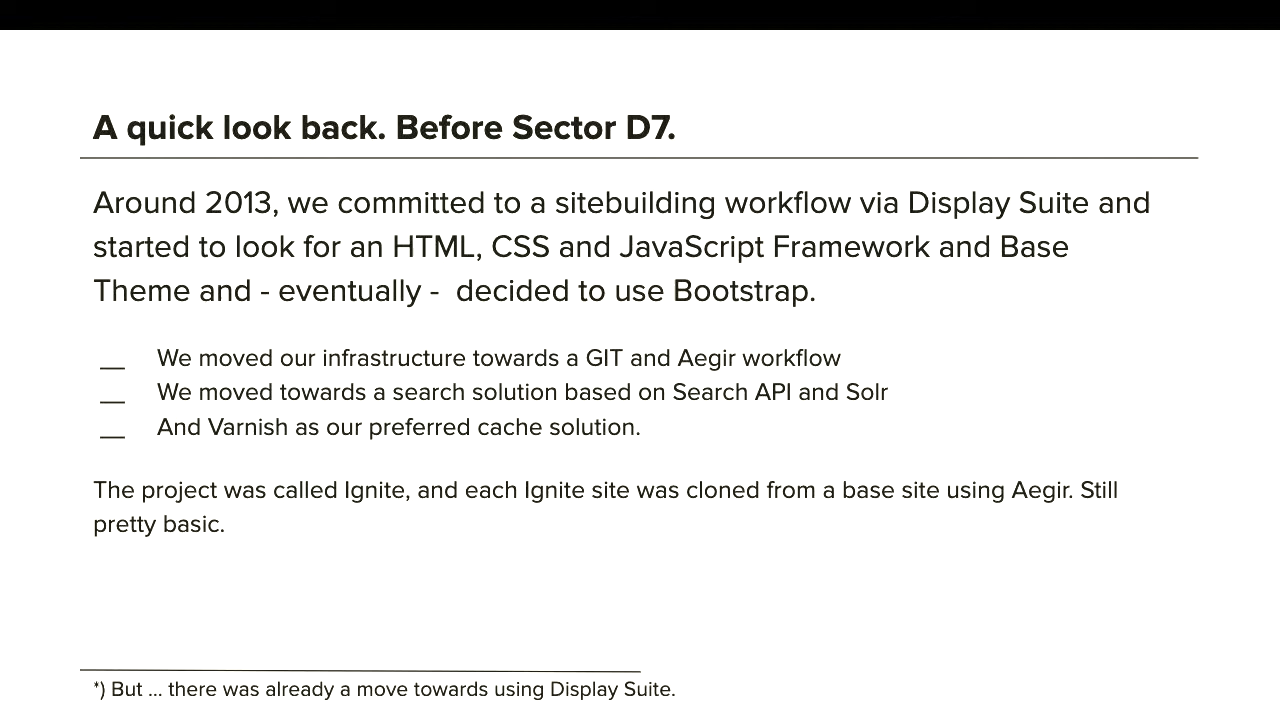 A quick look back. Before Sector D7.
Around 2013, we committed to a sitebuilding workflow via Display Suite and
started to look for an HTML, CSS and JavaScript Framework and Base
Theme and - eventually -  decided to use Bootstrap.
__ We moved our infrastructure towards a GIT and Aegir workflow
__ We moved towards a search solution based on Search API and Solr
__ And Varnish as our preferred cache solution.
The project was called Ignite, and each Ignite site was cloned from a base site using Aegir. Still
pretty basic.
*) But ... there was already a move towards using Display Suite.